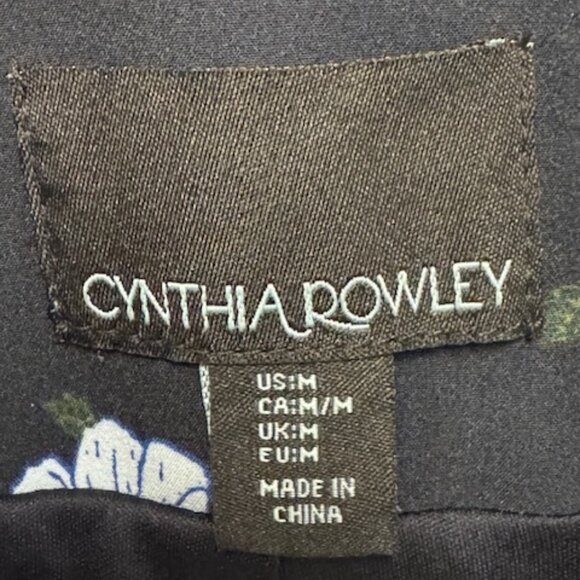 CYNTHIA ROWLEY
US:M
CA:M/M
UK:M
EU:M
MADE IN
CHINA